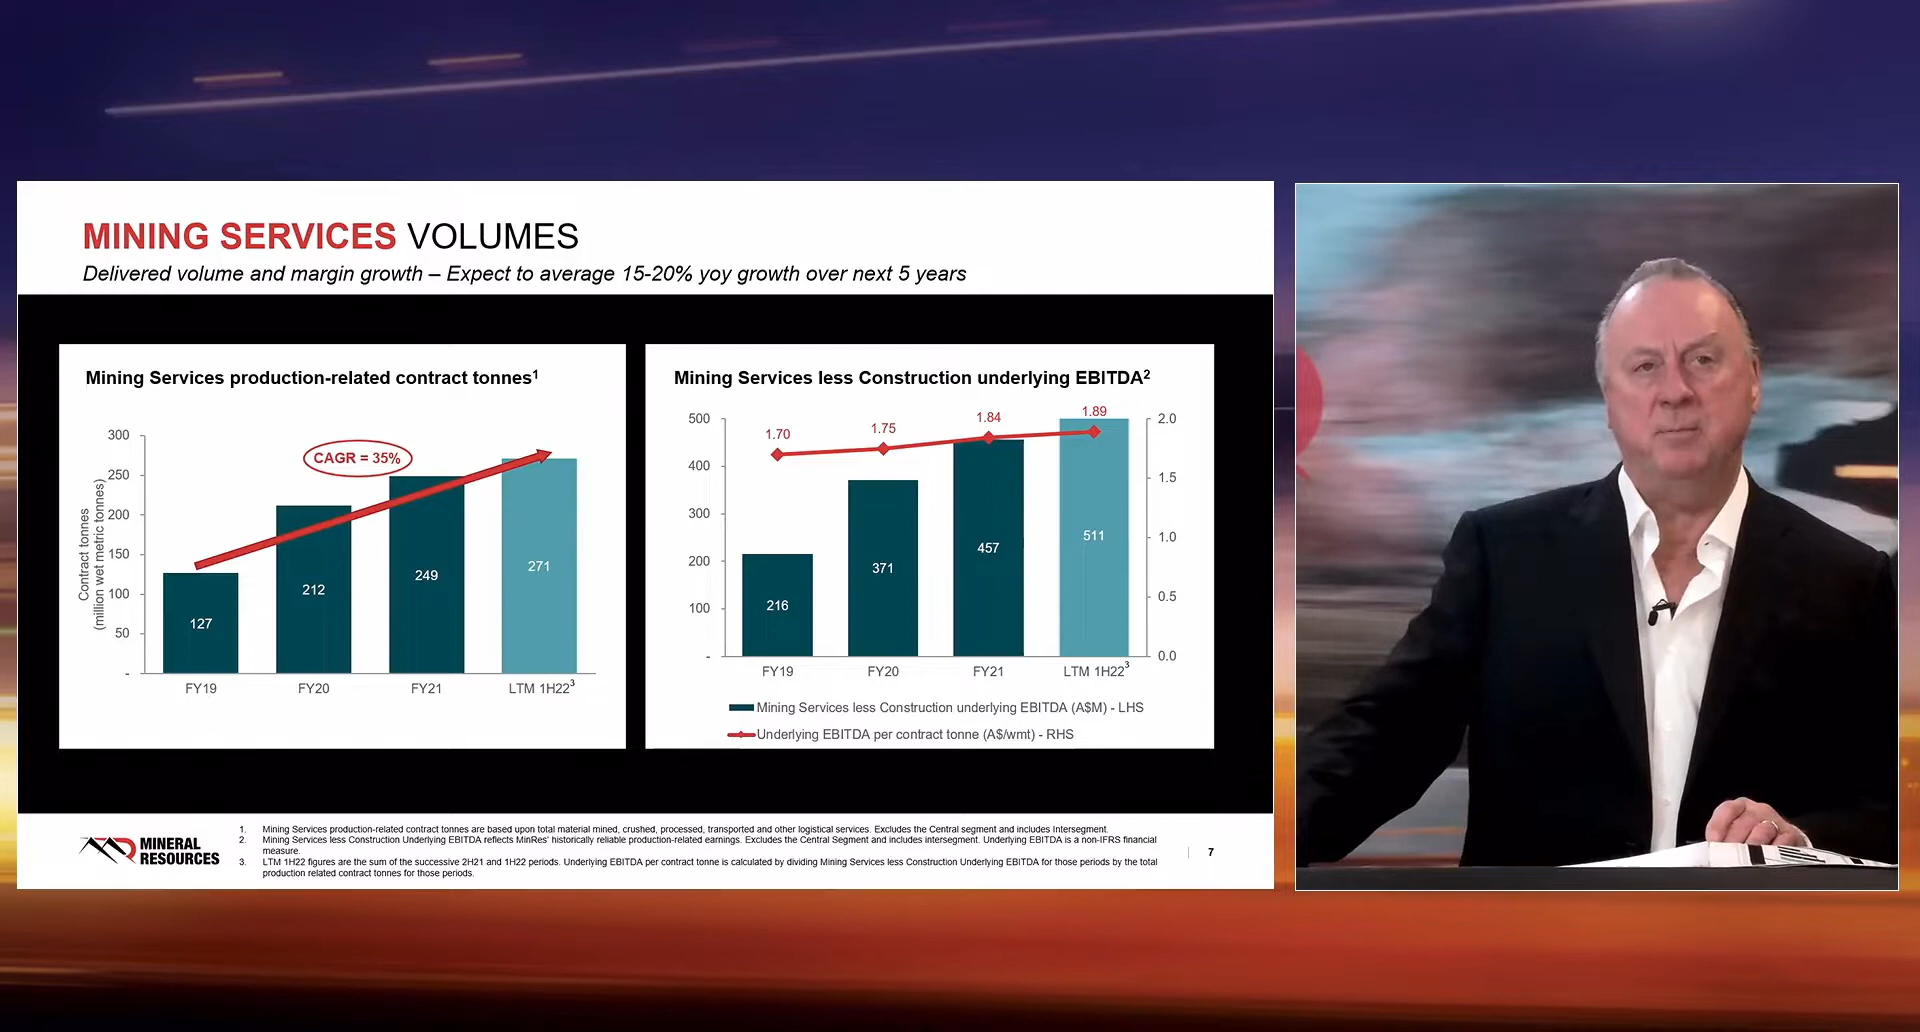 MINING SERVICES VOLUMES
Delivered volume and margin growth – Expect to average 15-20% yoy growth over next 5 years
Mining Services production-related contract tonnes1
Contract tonnes
(million wet metric tonnes)
300
250
200
150
100
50
-
CAGR = 35%
127
212
249
271
FY19
FY20
FY21
LTM 1H223
Mining Services less Construction underlying EBITDA2
500
400
300
200
100
-
1.70
1.75
1.84
1.89
216
371
457
511
2.0
1.5
1.0
0.5
0.0
FY19
FY20
FY21
LTM 1H223
Mining Services less Construction underlying EBITDA (A$M) - LHS
Underlying EBITDA per contract tonne (A$/wmt) - RHS
MINERAL
RESOURCES
1. Mining Services production-related contract tonnes are based upon total material mined, crushed, processed, transported and other logistical services. Excludes the Central segment and includes Intersegment.
2. Mining Services less Construction Underlying EBITDA reflects MinRes' historically reliable production-related earnings. Excludes the Central Segment and includes intersegment. Underlying EBITDA is a non-IFRS financial
measure.
3. LTM 1H22 figures are the sum of the successive 2H21 and 1H22 periods. Underlying EBITDA per contract tonne is calculated by dividing Mining Services less Construction Underlying EBITDA for those periods by the total
production related contract tonnes for those periods.
7